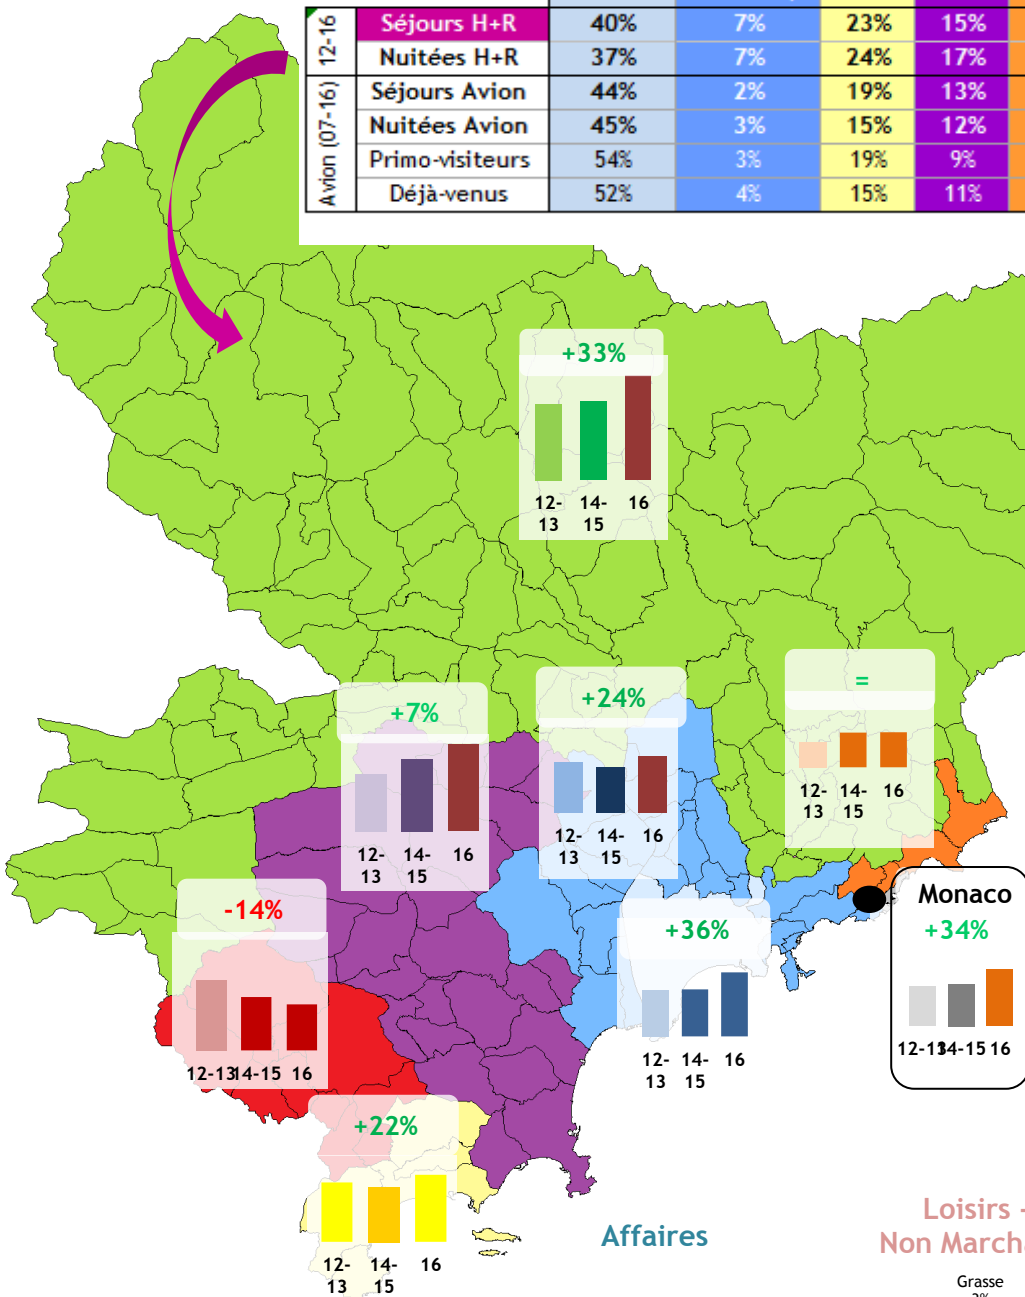 12-16
Séjours H+R 40% 7% 23% 15%
Nuitées H+R 37% 7% 24% 17%
Avion (07-16)
Séjours Avion 44% 2% 19% 13%
Nuitées Avion 45% 3% 15% 12%
Primo-visiteurs 54% 3% 19% 9%
Déjà-venus 52% 4% 15% 11%
+33%
12- 14- 16
13 15
=
12- 14- 16
13 15
+24%
12- 14- 16
13 15
+7%
12- 14- 16
13 15
Monaco
+34%
12-13 14-15 16
-14%
12-13 14-15 16
+36%
12- 14- 16
13 15
+22%
12- 14- 16
13 15
Affaires
Loisirs -
Non Marcha
Grasse